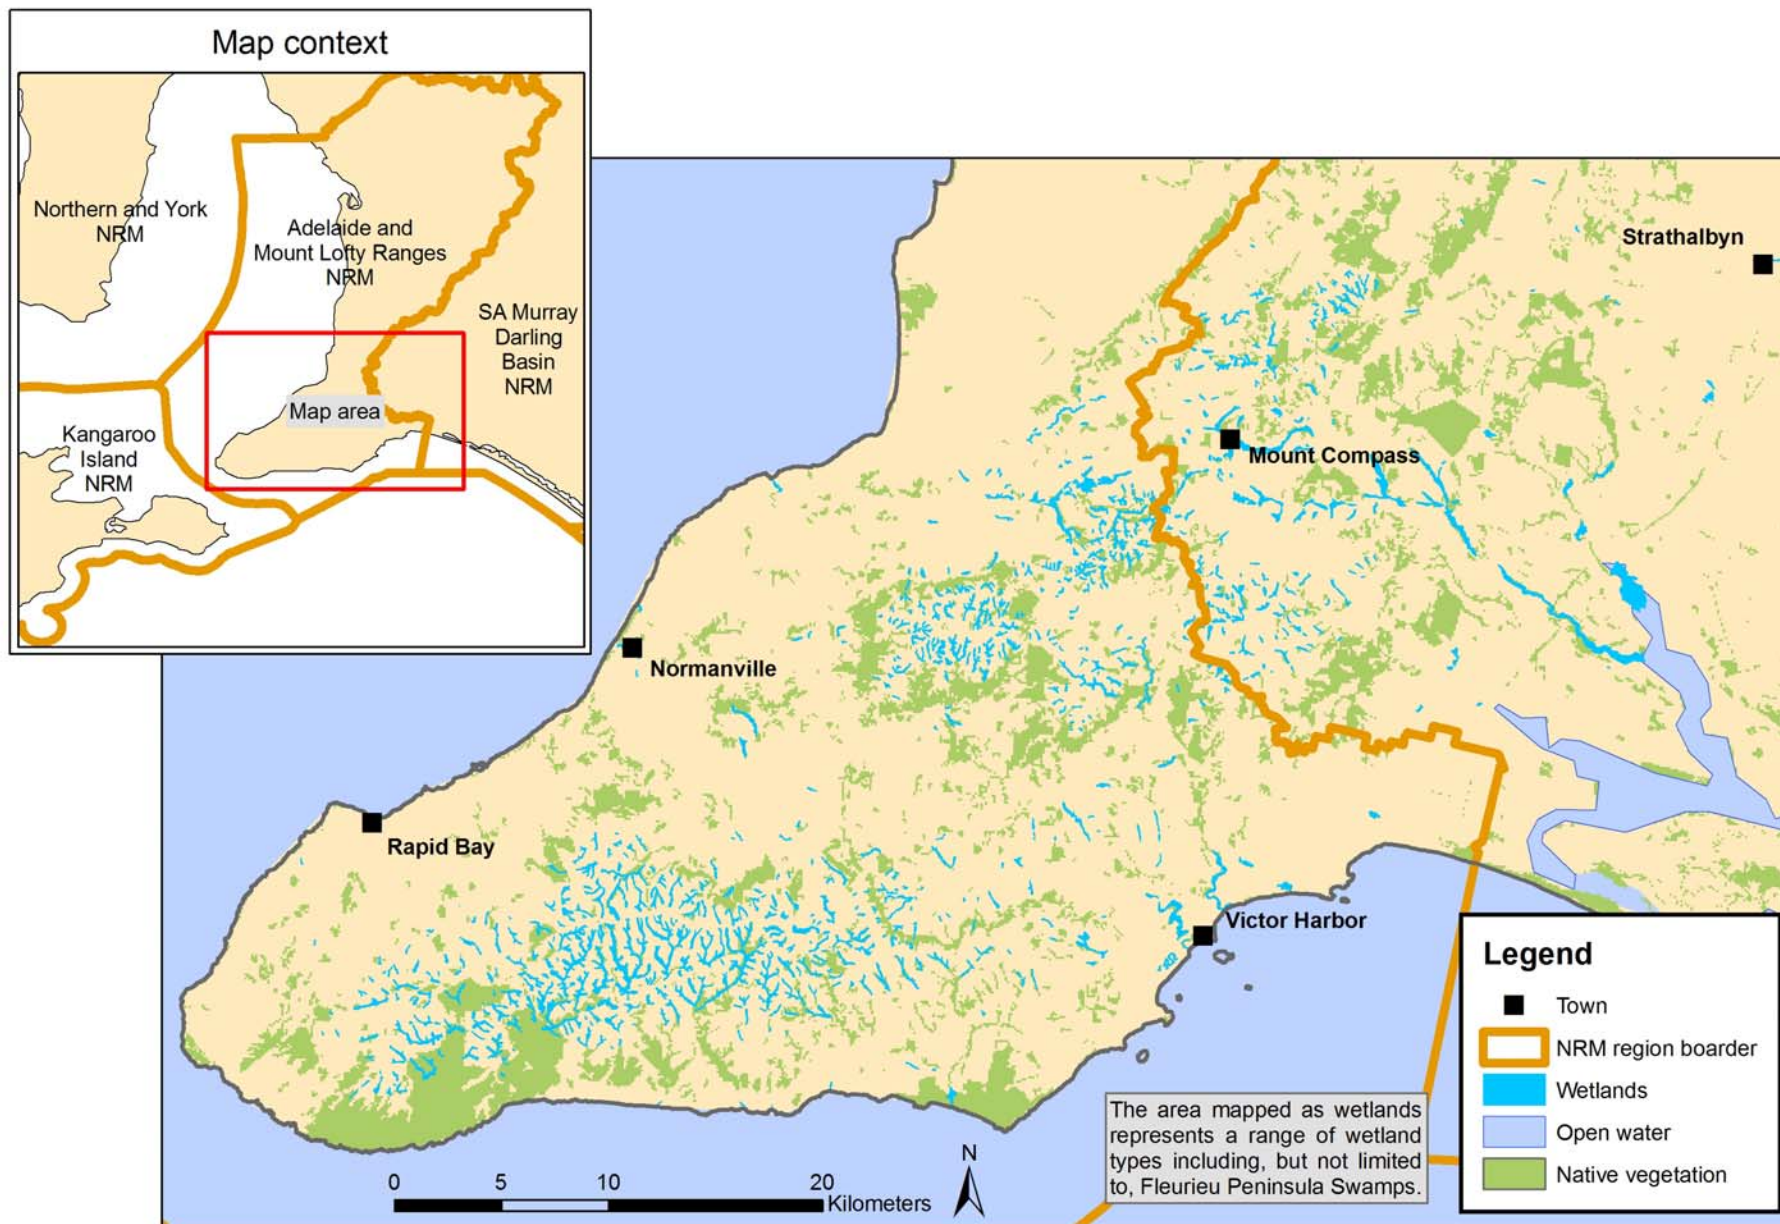 Map context
Northern and York
NRM
Adelaide and
Mount Lofty Ranges
NRM
SA Murray
Darling
Basin
NRM
Map area
Kangaroo
Island
NRM
Strathalbyn
Mount Compass
Normanville
Rapid Bay
Victor Harbor
Legend
Town
NRM region boarder
Wetlands
Open water
Native vegetation
The area mapped as wetlands
represents a range of wetland
types including, but not limited
to, Fleurieu Peninsula Swamps.
N
0 5 10 20
Kilometers